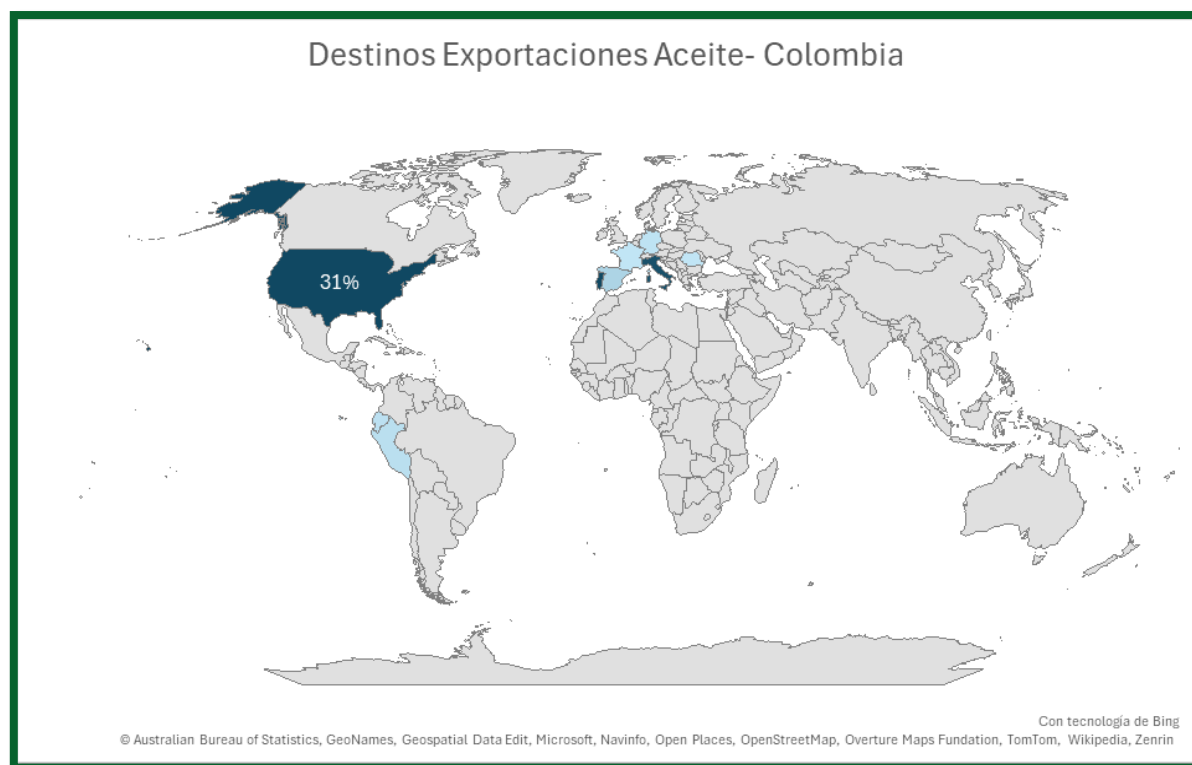 Destinos Exportaciones Aceite- Colombia
31%
Con tecnología de Bing
© Australian Bureau of Statistics, GeoNames, Geospatial Data Edit, Microsoft, Navinfo, Open Places, OpenStreetMap, Overture Maps Fundation, TomTom, Wikipedia, Zenrin